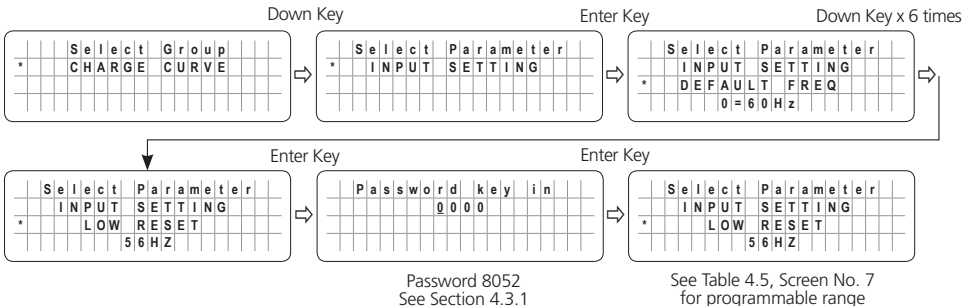 Down Key
Enter Key
Down Key x 6 times
Select Group
* CHARGE CURVE
Select Parameter
* INPUT SETTING
Select Parameter
INPUT SETTING
* DEFAULT FREQ
0=60Hz
Enter Key
Enter Key
Select Parameter
INPUT SETTING
* LOW RESET
56HZ
Password key in
0000
Select Parameter
INPUT SETTING
* LOW RESET
56HZ
Password 8052
See Section 4.3.1
See Table 4.5, Screen No. 7
for programmable range